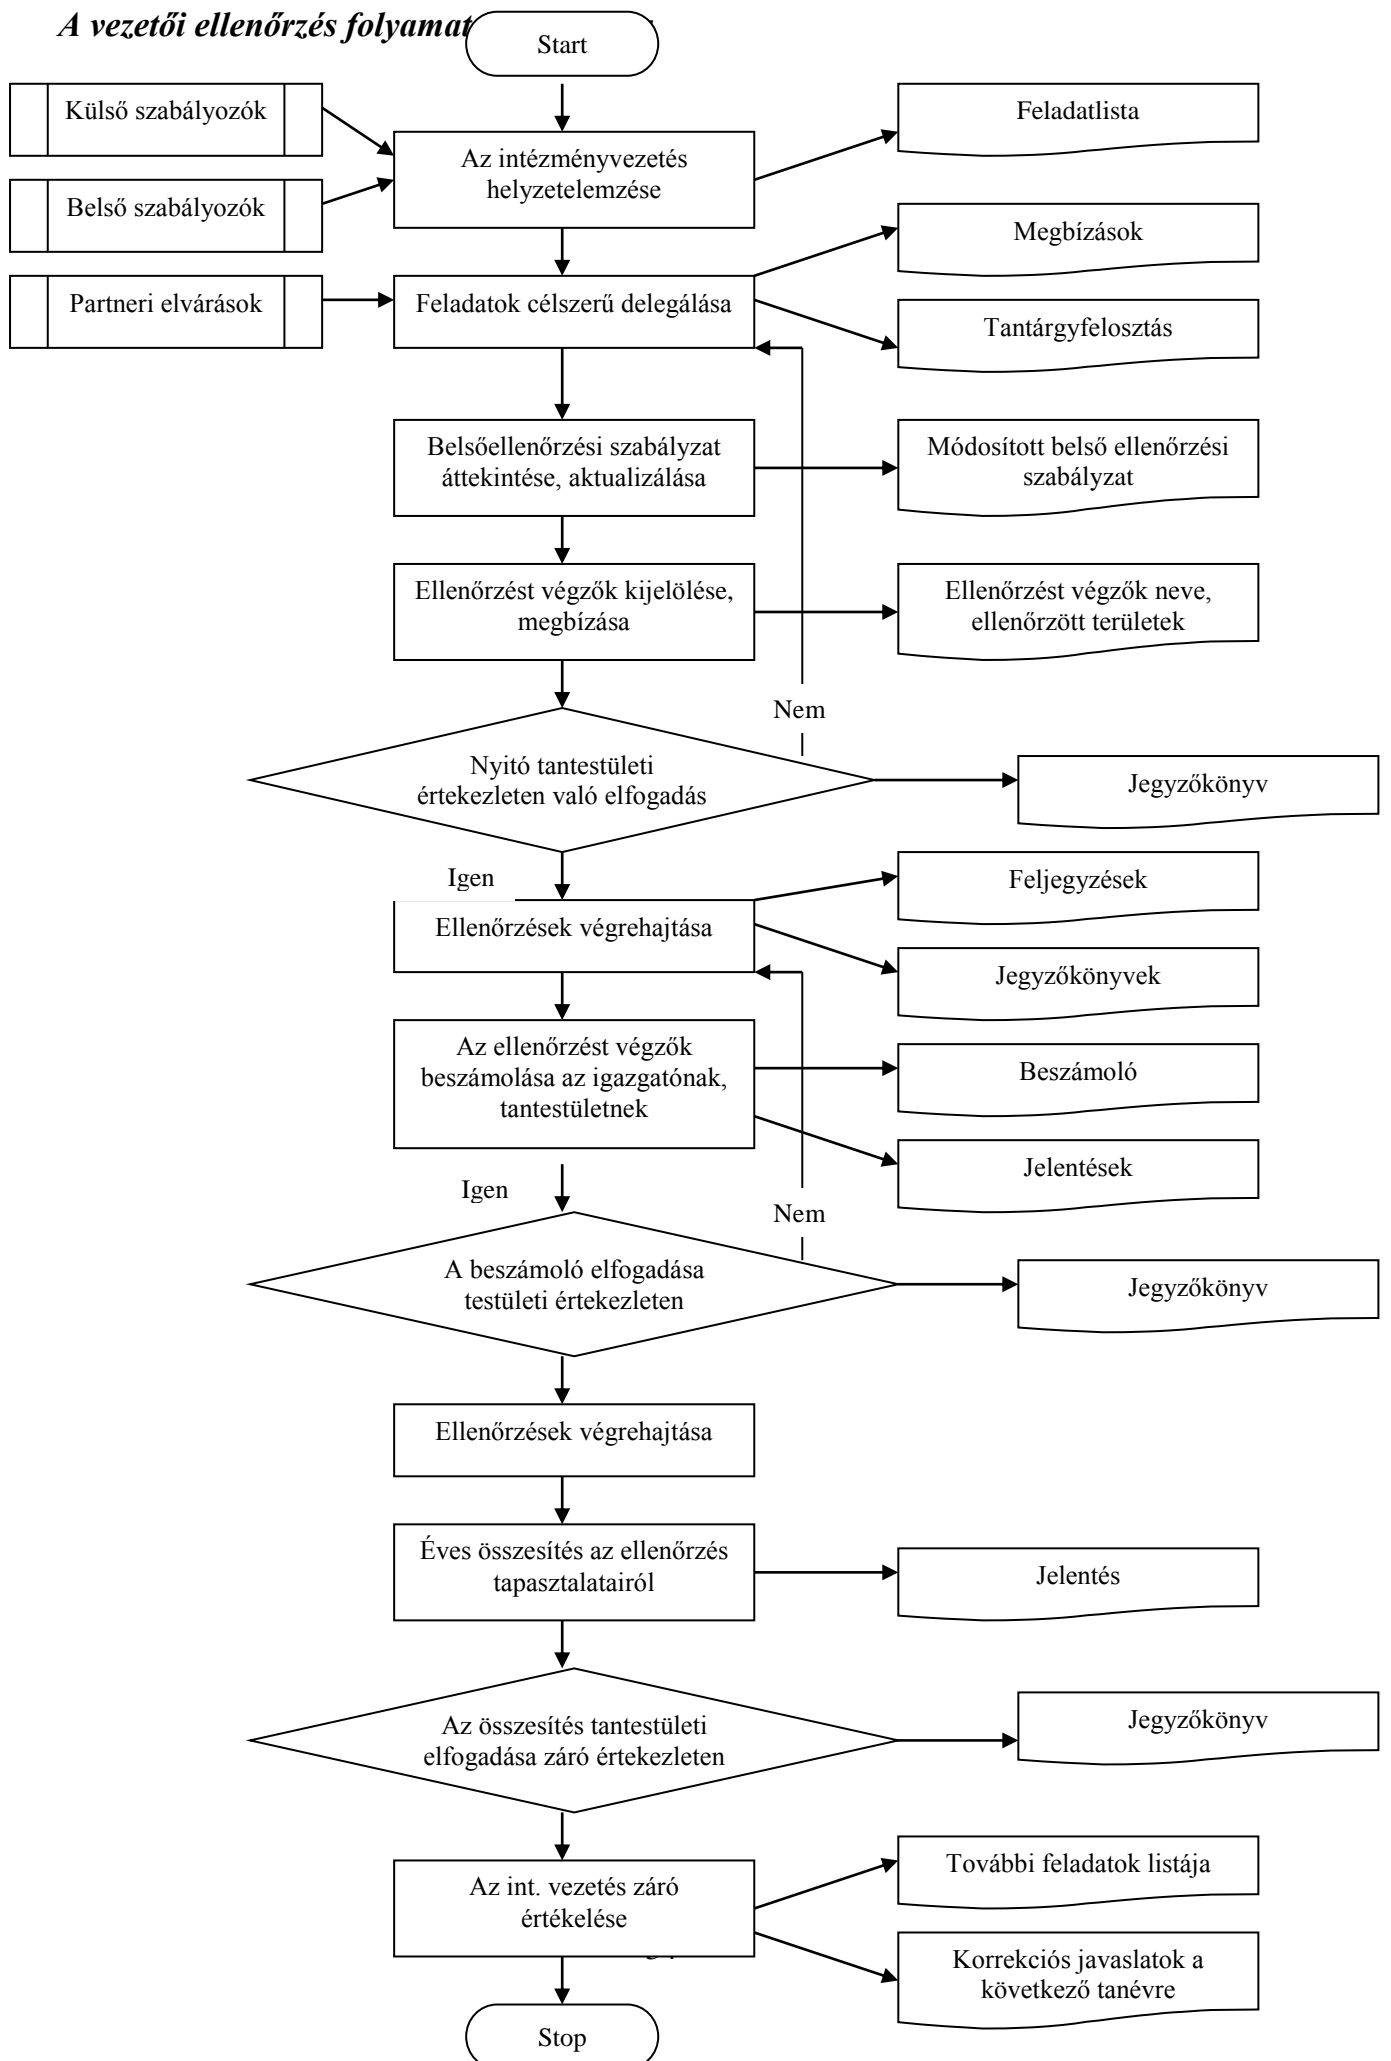 A vezetői ellenőrzés folyamat
Start
Külső szabályozók
Feladatlista
Az intézményvezetés
helyzetelemzése
Belső szabályozók
Megbízások
Partneri elvárások
Feladatok célszerű delegálása
Tantárgyfelosztás
Belsőellenőrzési szabályzat
áttekintése, aktualizálása
Módosított belső ellenőrzési
szabályzat
Ellenőrzést végzők kijelölése,
megbízása
Ellenőrzést végzők neve,
ellenőrzött területek
Nem
Nyitó tantestületi
értekezleten való elfogadás
Jegyzőkönyv
Igen
Feljegyzések
Ellenőrzések végrehajtása
Jegyzőkönyvek
Az ellenőrzést végzők
beszámolása az igazgatónak,
tantestületnek
Beszámoló
Jelentések
Igen
Nem
A beszámoló elfogadása
testületi értekezleten
Jegyzőkönyv
Ellenőrzések végrehajtása
Éves összesítés az ellenőrzés
tapasztalatairól
Jelentés
Az összesítés tantestületi
elfogadása záró értekezleten
Jegyzőkönyv
További feladatok listája
Az int. vezetés záró
értékelése
Korrekciós javaslatok a
következő tanévre
Stop